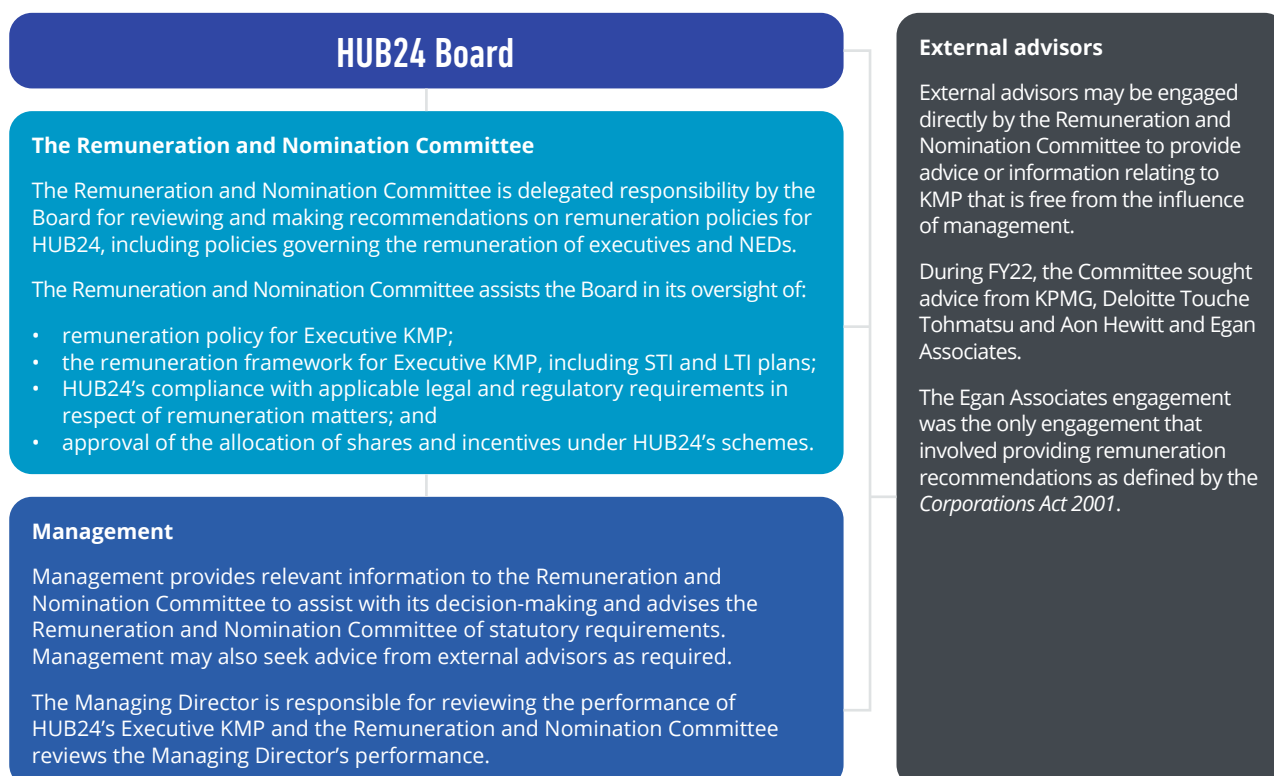 HUB24 Board
The Remuneration and Nomination Committee
The Remuneration and Nomination Committee is delegated responsibility by the
Board for reviewing and making recommendations on remuneration policies for
HUB24, including policies governing the remuneration of executives and NEDs.
The Remuneration and Nomination Committee assists the Board in its oversight of:
• remuneration policy for Executive KMP;
• the remuneration framework for Executive KMP, including STI and LTI plans;
• HUB24’s compliance with applicable legal and regulatory requirements in
respect of remuneration matters; and
• approval of the allocation of shares and incentives under HUB24’s schemes.
Management
Management provides relevant information to the Remuneration and
Nomination Committee to assist with its decision-making and advises the
Remuneration and Nomination Committee of statutory requirements.
Management may also seek advice from external advisors as required.
The Managing Director is responsible for reviewing the performance of
HUB24’s Executive KMP and the Remuneration and Nomination Committee
reviews the Managing Director’s performance.
External advisors
External advisors may be engaged
directly by the Remuneration and
Nomination Committee to provide
advice or information relating to
KMP that is free from the influence
of management.
During FY22, the Committee sought
advice from KPMG, Deloitte Touche
Tohmatsu and Aon Hewitt and Egan
Associates.
The Egan Associates engagement
was the only engagement that
involved providing remuneration
recommendations as defined by the
Corporations Act 2001.